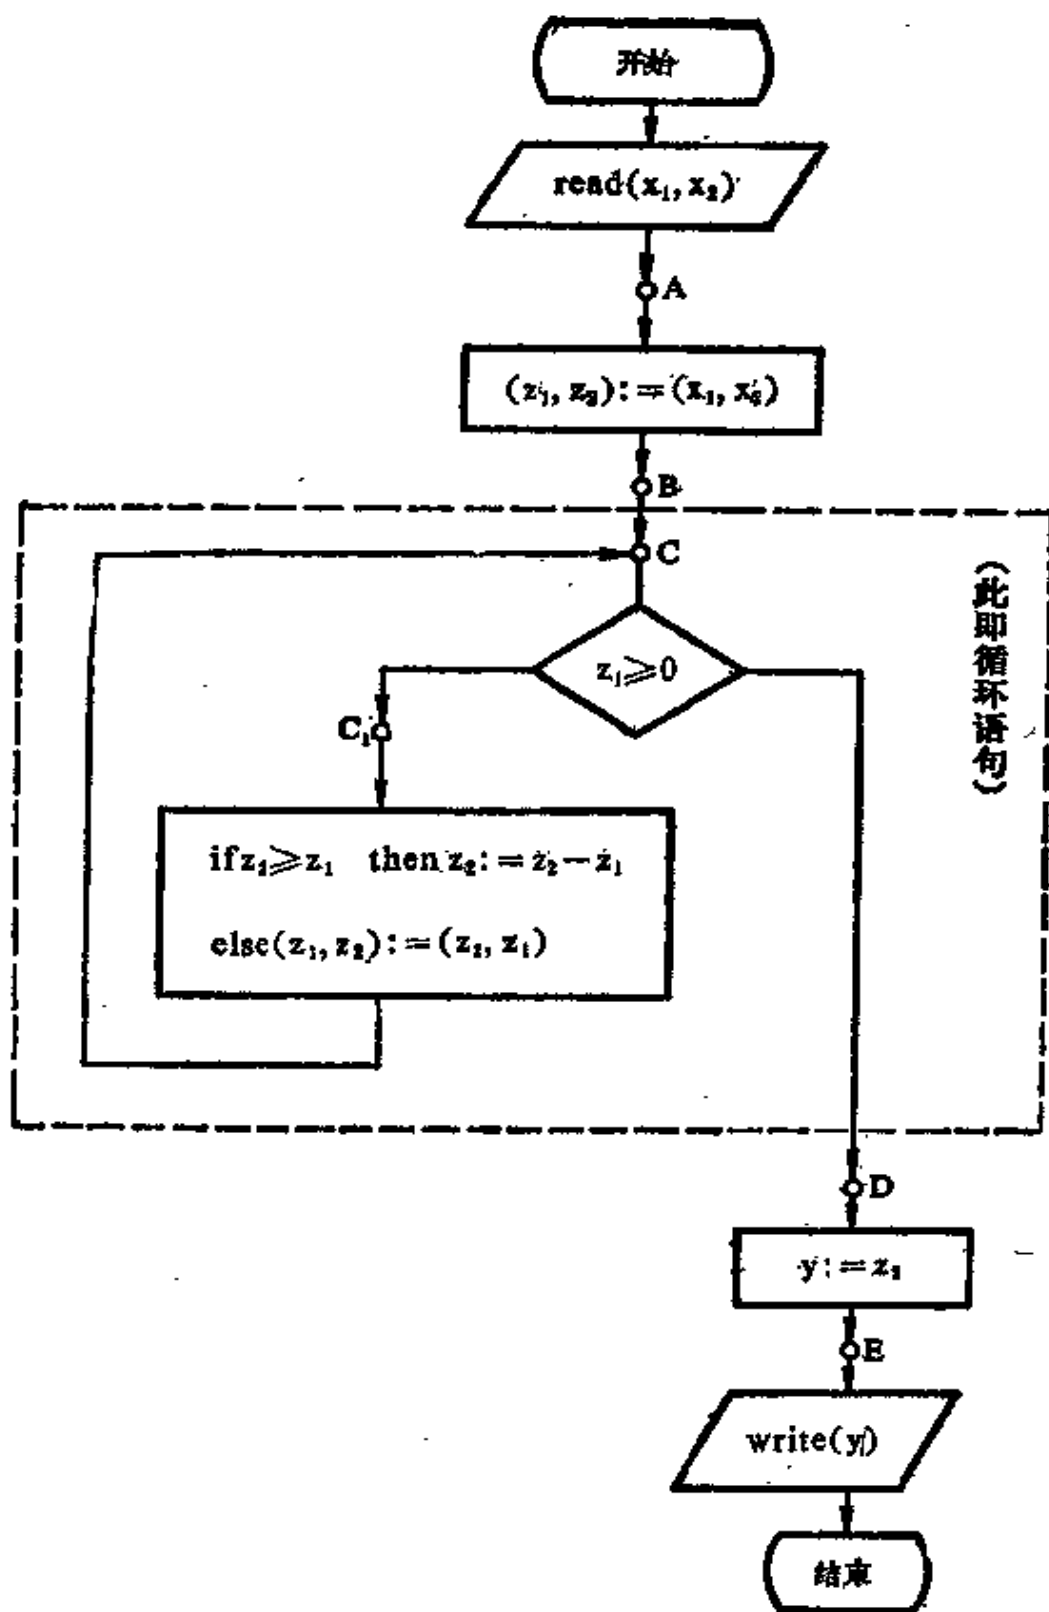 开始
read(x₁,x₂)
A
(z₁,z₂):=(x₁,x₂)
B
C
(此即循环语句)
z₁⩾0
C₁
if z₂⩾z₁ then z₂:=z₂−z₁
else(z₁,z₂):=(z₂,z₁)
D
y:=z₂
E
write(y)
结束